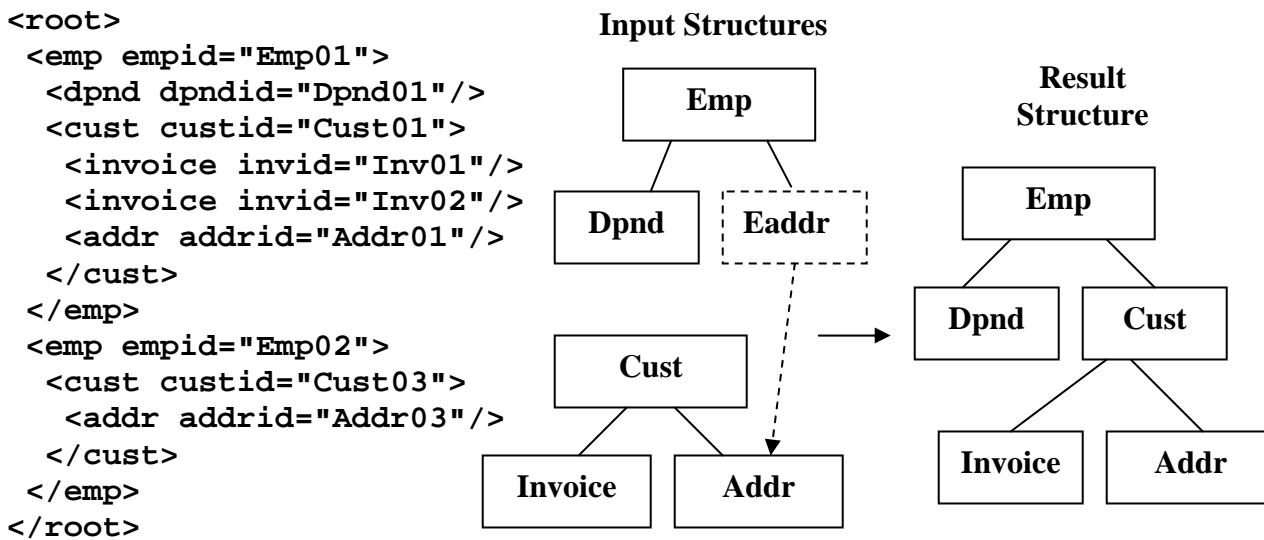 <root>
 <emp empid="Emp01">
  <dpnd dpndid="Dpnd01"/>
  <cust custid="Cust01">
   <invoice invid="Inv01"/>
   <invoice invid="Inv02"/>
   <addr addrid="Addr01"/>
  </cust>
 </emp>
 <emp empid="Emp02">
  <cust custid="Cust03">
   <addr addrid="Addr03"/>
  </cust>
 </emp>
</root>
Input Structures
Emp
Dpnd
Eaddr
Cust
Invoice
Addr
Result
Structure
Emp
Dpnd
Cust
Invoice
Addr